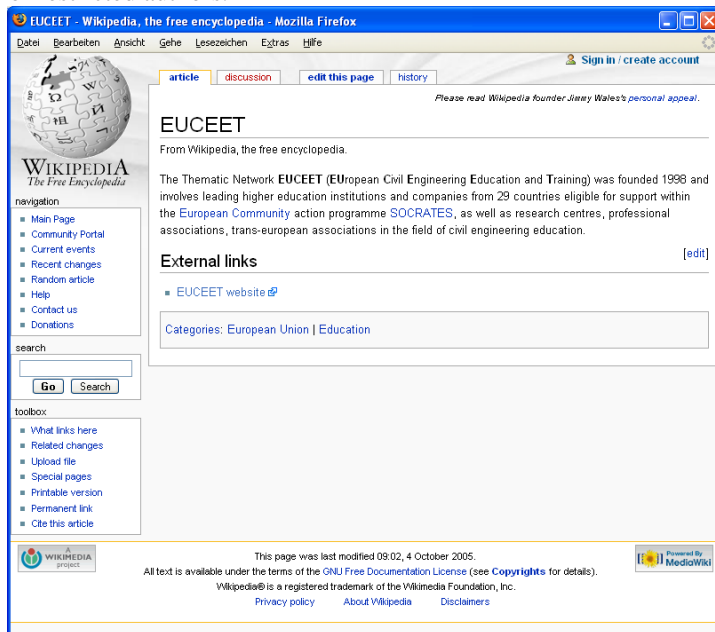 EUCEET - Wikipedia, the free encyclopedia - Mozilla Firefox
Datei Bearbeiten Ansicht Gehe Lesezeichen Extras Hilfe
Sign in / create account
article discussion edit this page history
Please read Wikipedia founder Jimmy Wales's personal appeal.
EUCEET
From Wikipedia, the free encyclopedia.
The Thematic Network EUCEET (EUropean Civil Engineering Education and Training) was founded 1998 and
involves leading higher education institutions and companies from 29 countries eligible for support within
the European Community action programme SOCRATES, as well as research centres, professional
associations, trans-european associations in the field of civil engineering education.
External links
[edit]
EUCEET website
Categories: European Union | Education
WIKIPEDIA
The Free Encyclopedia
navigation
Main Page
Community Portal
Current events
Recent changes
Random article
Help
Contact us
Donations
search
Go Search
toolbox
What links here
Related changes
Upload file
Special pages
Printable version
Permanent link
Cite this article
A
WIKIMEDIA
project
This page was last modified 09:02, 4 October 2005.
All text is available under the terms of the GNU Free Documentation License (see Copyrights for details).
Wikipedia® is a registered trademark of the Wikimedia Foundation, Inc.
Privacy policy About Wikipedia Disclaimers
Powered By
MediaWiki